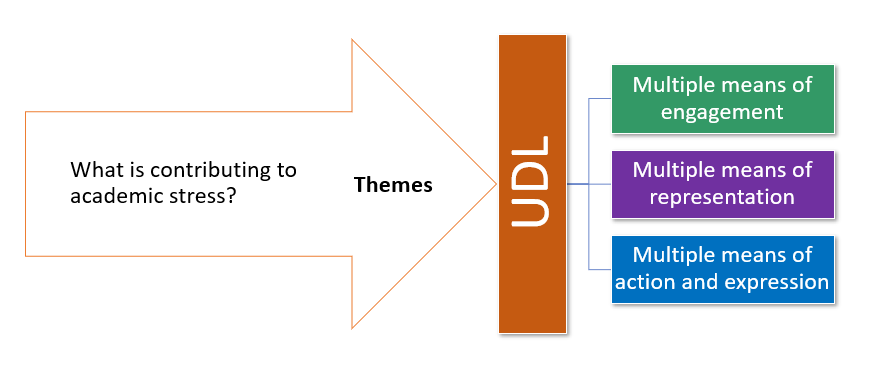 What is contributing to
academic stress?
Themes
UDL
Multiple means of
engagement
Multiple means of
representation
Multiple means of
action and expression